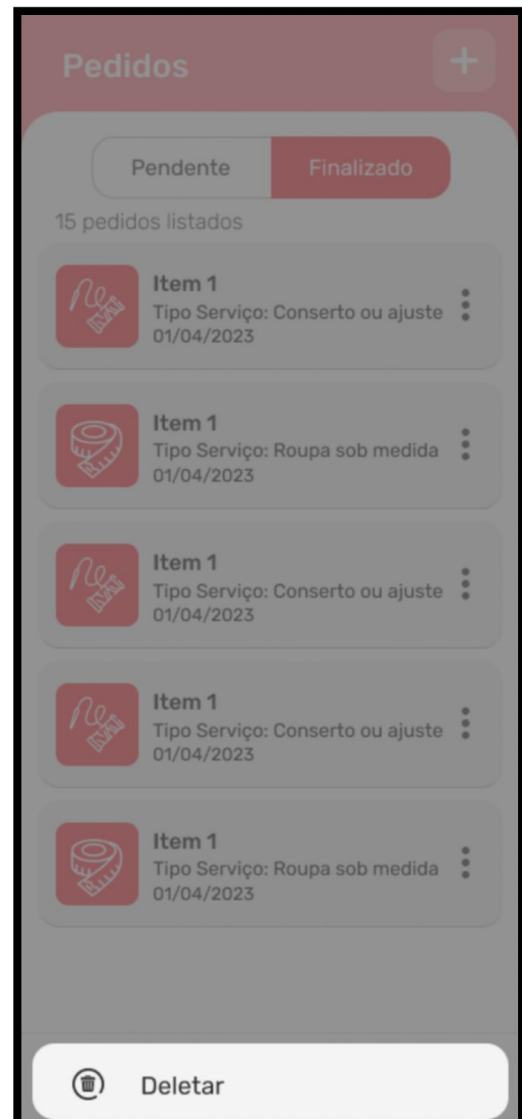 Pedidos
Pendente
Finalizado
15 pedidos listados
Item 1
Tipo Serviço: Conserto ou ajuste
01/04/2023
Item 1
Tipo Serviço: Roupa sob medida
01/04/2023
Item 1
Tipo Serviço: Conserto ou ajuste
01/04/2023
Item 1
Tipo Serviço: Conserto ou ajuste
01/04/2023
Item 1
Tipo Serviço: Roupa sob medida
01/04/2023
Deletar